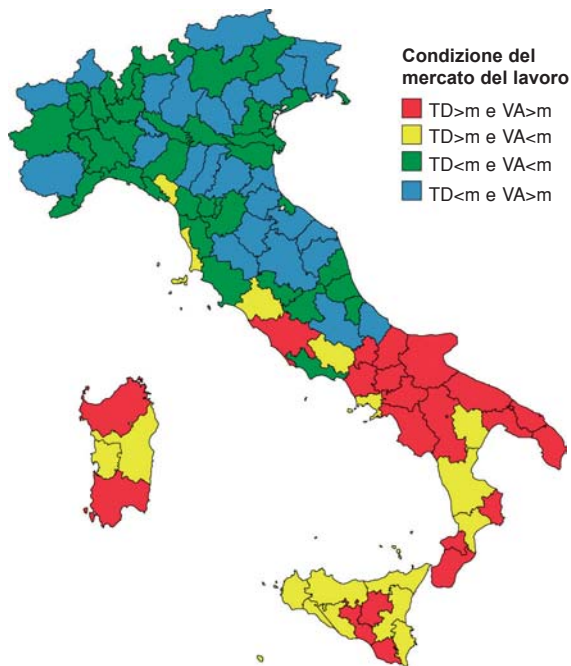 Condizione del
mercato del lavoro
TD>m e VA>m
TD>m e VA<m
TD<m e VA<m
TD<m e VA>m